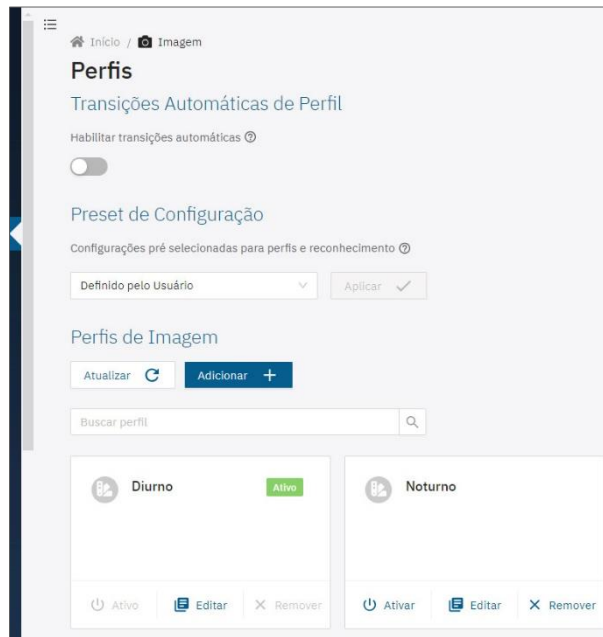 Início / Imagem
Perfis
Transições Automáticas de Perfil
Habilitar transições automáticas
Preset de Configuração
Configurações pré selecionadas para perfis e reconhecimento
Definido pelo Usuário
Aplicar
Perfis de Imagem
Atualizar
Adicionar
Buscar perfil
Diurno
Ativo
Noturno
Ativo
Editar
Remover
Ativar
Editar
Remover